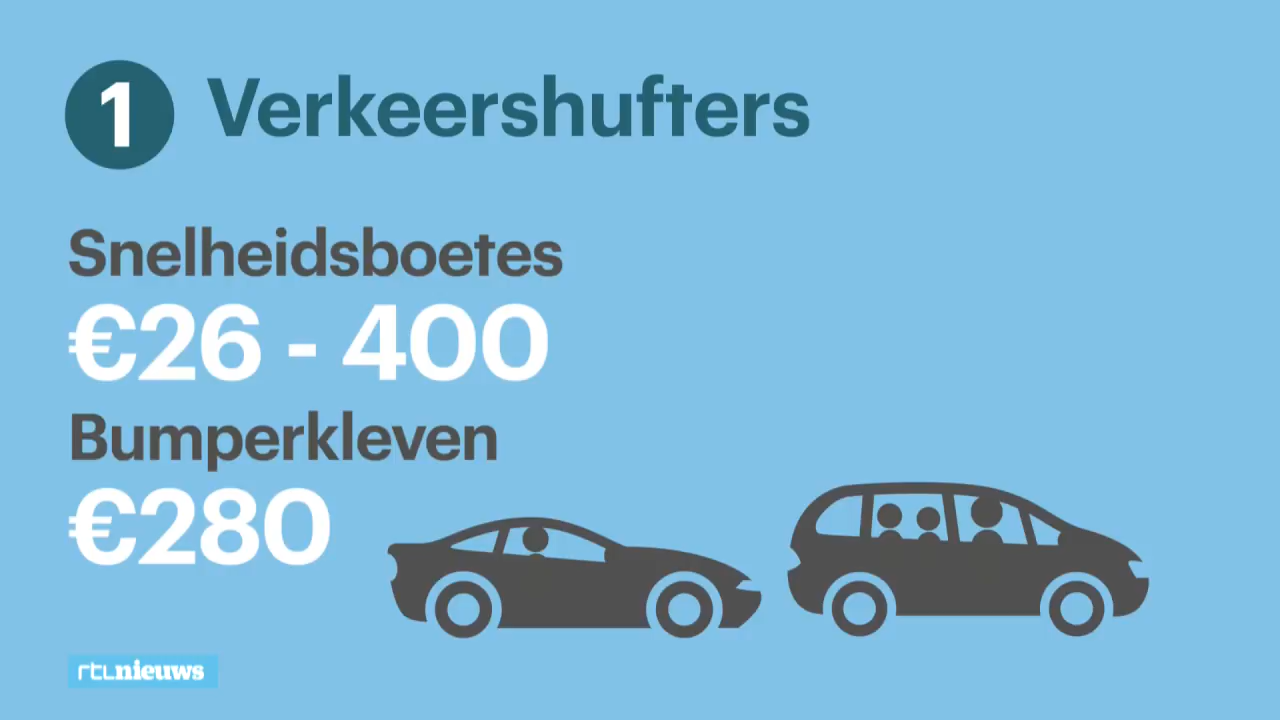 1 Verkeershufters
Snelheidsboetes
€26 - 400
Bumperkleven
€280
rtlnieuws